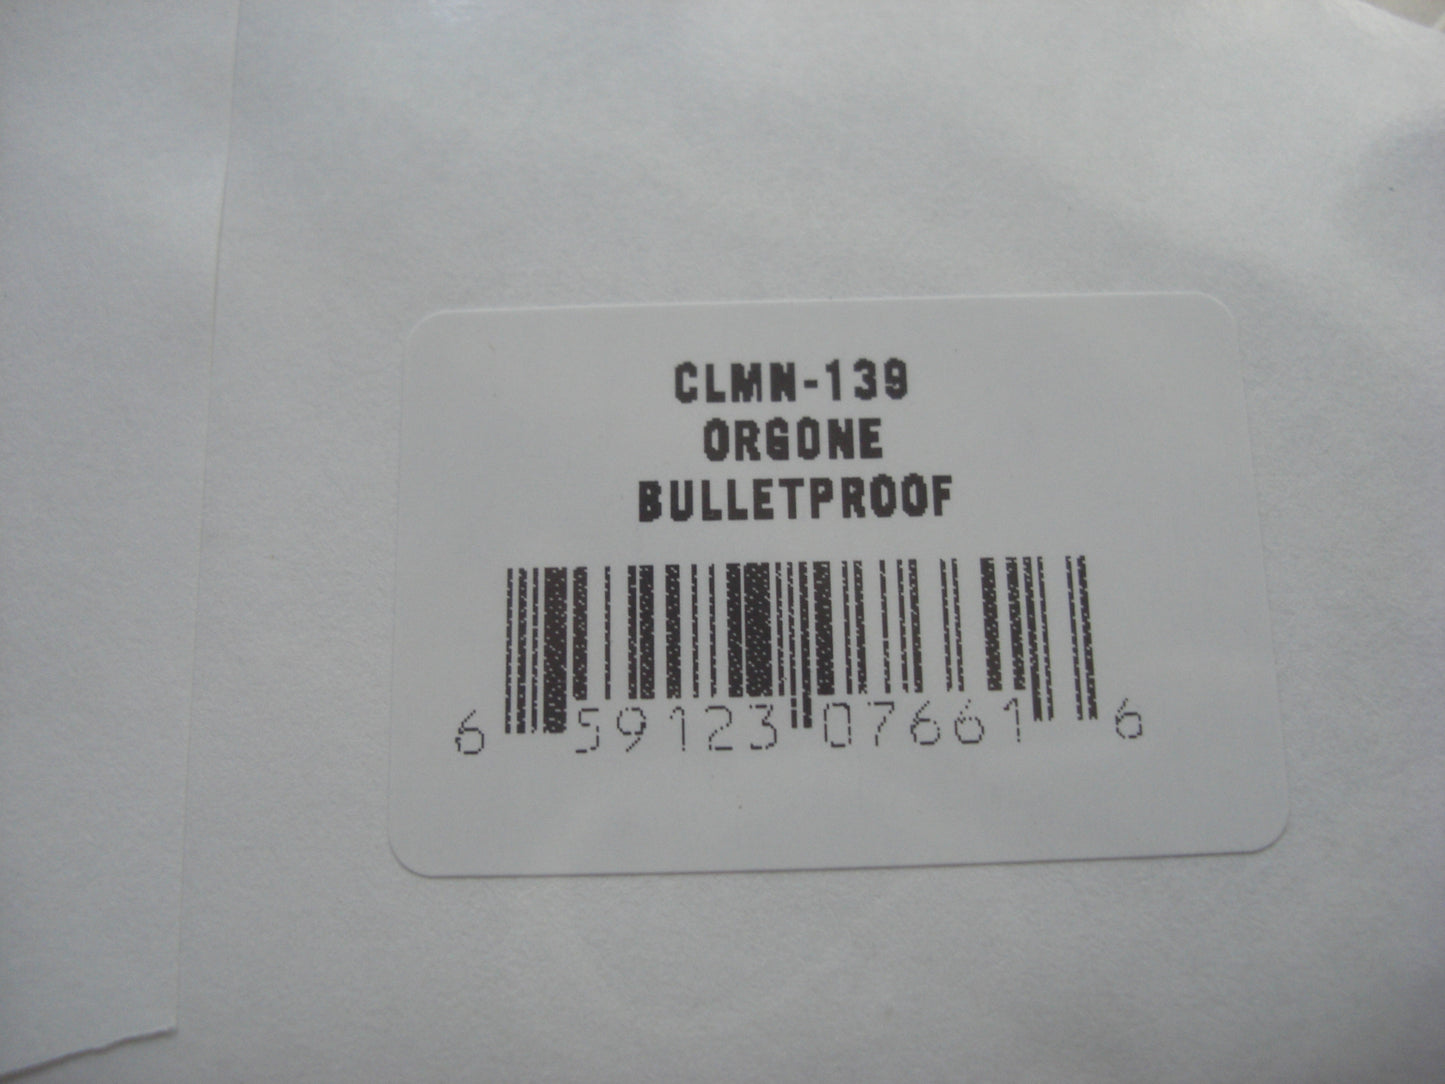 CLMN-139
ORGONE
BULLETPROOF
6 59123 07661 6